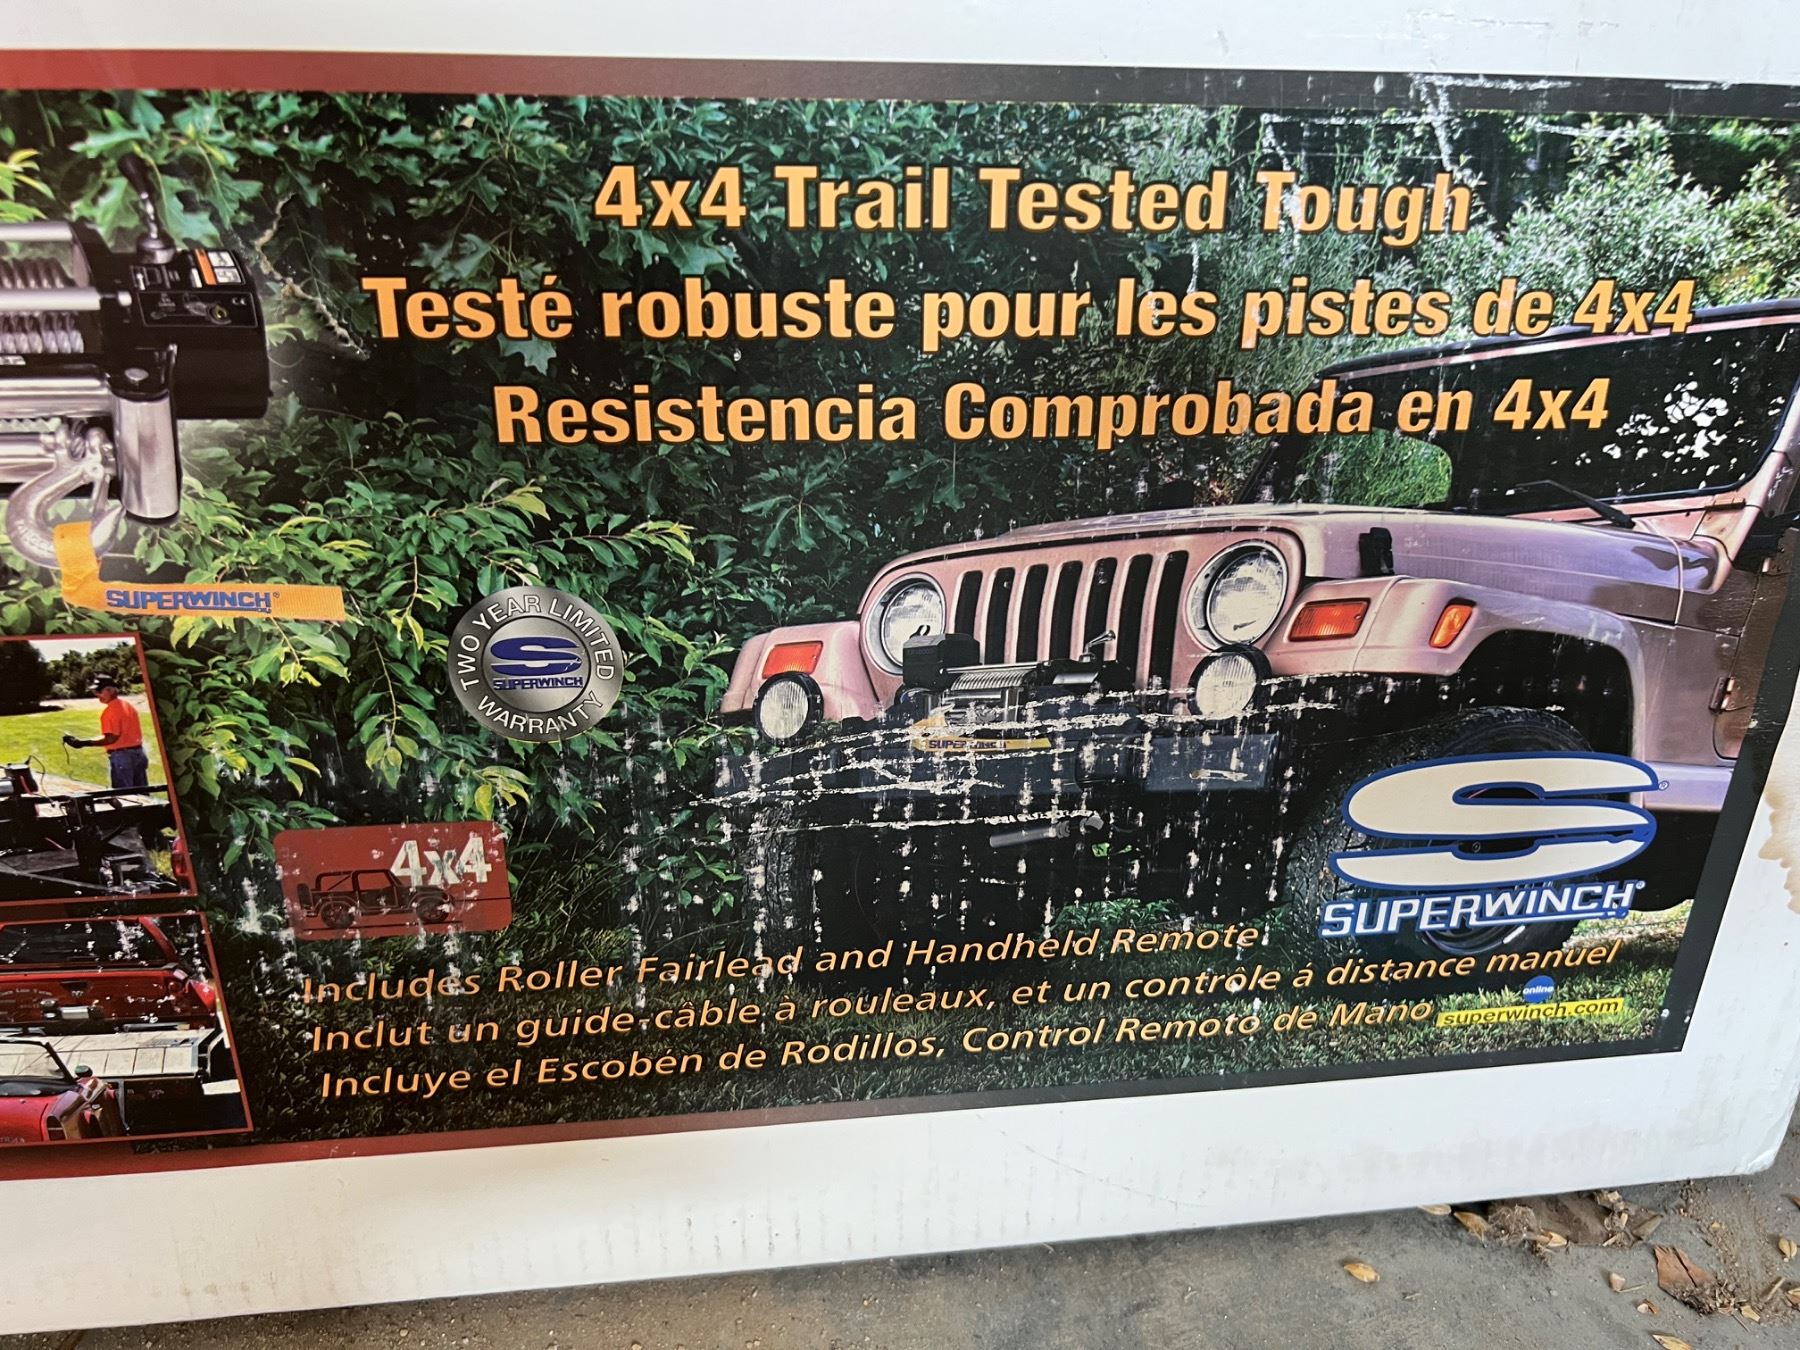 4x4 Trail Tested Tough
Testé robuste pour les pistes de 4x4
Resistencia Comprobada en 4x4
SUPERWINCH®
TWO YEAR LIMITED
SUPERWINCH
WARRANTY
SUPERWINCH
4x4
SUPERWINCH®
Includes Roller Fairlead and Handheld Remote
Inclut un guide-câble à rouleaux, et un contrôle á distance manuel
Incluye el Escobén de Rodillos, Control Remoto de Mano
online
superwinch.com